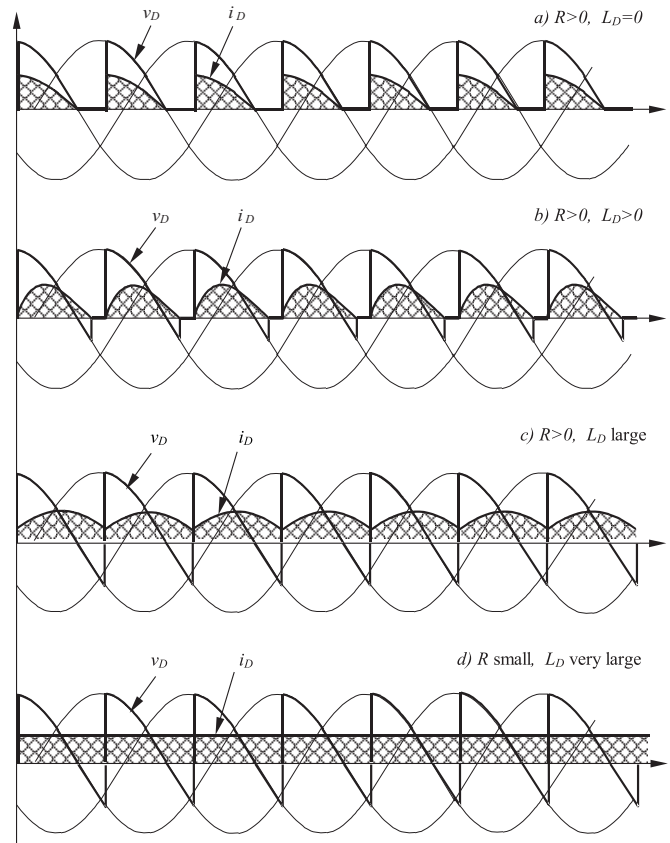 v_D i_D a) R>0, L_D=0
v_D i_D b) R>0, L_D>0
v_D i_D c) R>0, L_D large
v_D i_D d) R small, L_D very large